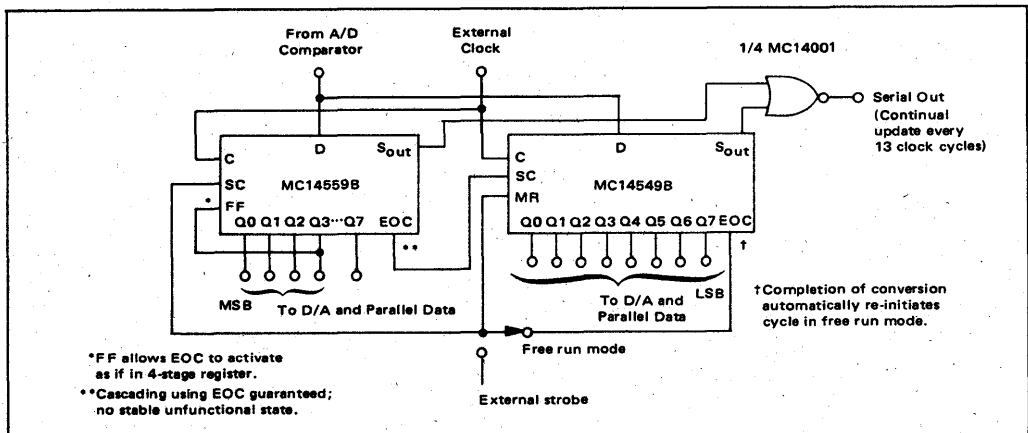 From A/D
Comparator
External
Clock
1/4 MC14001
Serial Out
(Continual
update every
13 clock cycles)
D
Sout
C
SC
FF
*
MC14559B
Q0 Q1 Q2 Q3···Q7 EOC
**
D
Sout
C
SC
MR
MC14549B
Q0 Q1 Q2 Q3 Q4 Q5 Q6 Q7 EOC
†
MSB
To D/A and Parallel Data
LSB
To D/A and
Parallel Data
†Completion of conversion
automatically re-initiates
cycle in free run mode.
Free run mode
External strobe
*FF allows EOC to activate
as if in 4-stage register.
**Cascading using EOC guaranteed;
no stable unfunctional state.